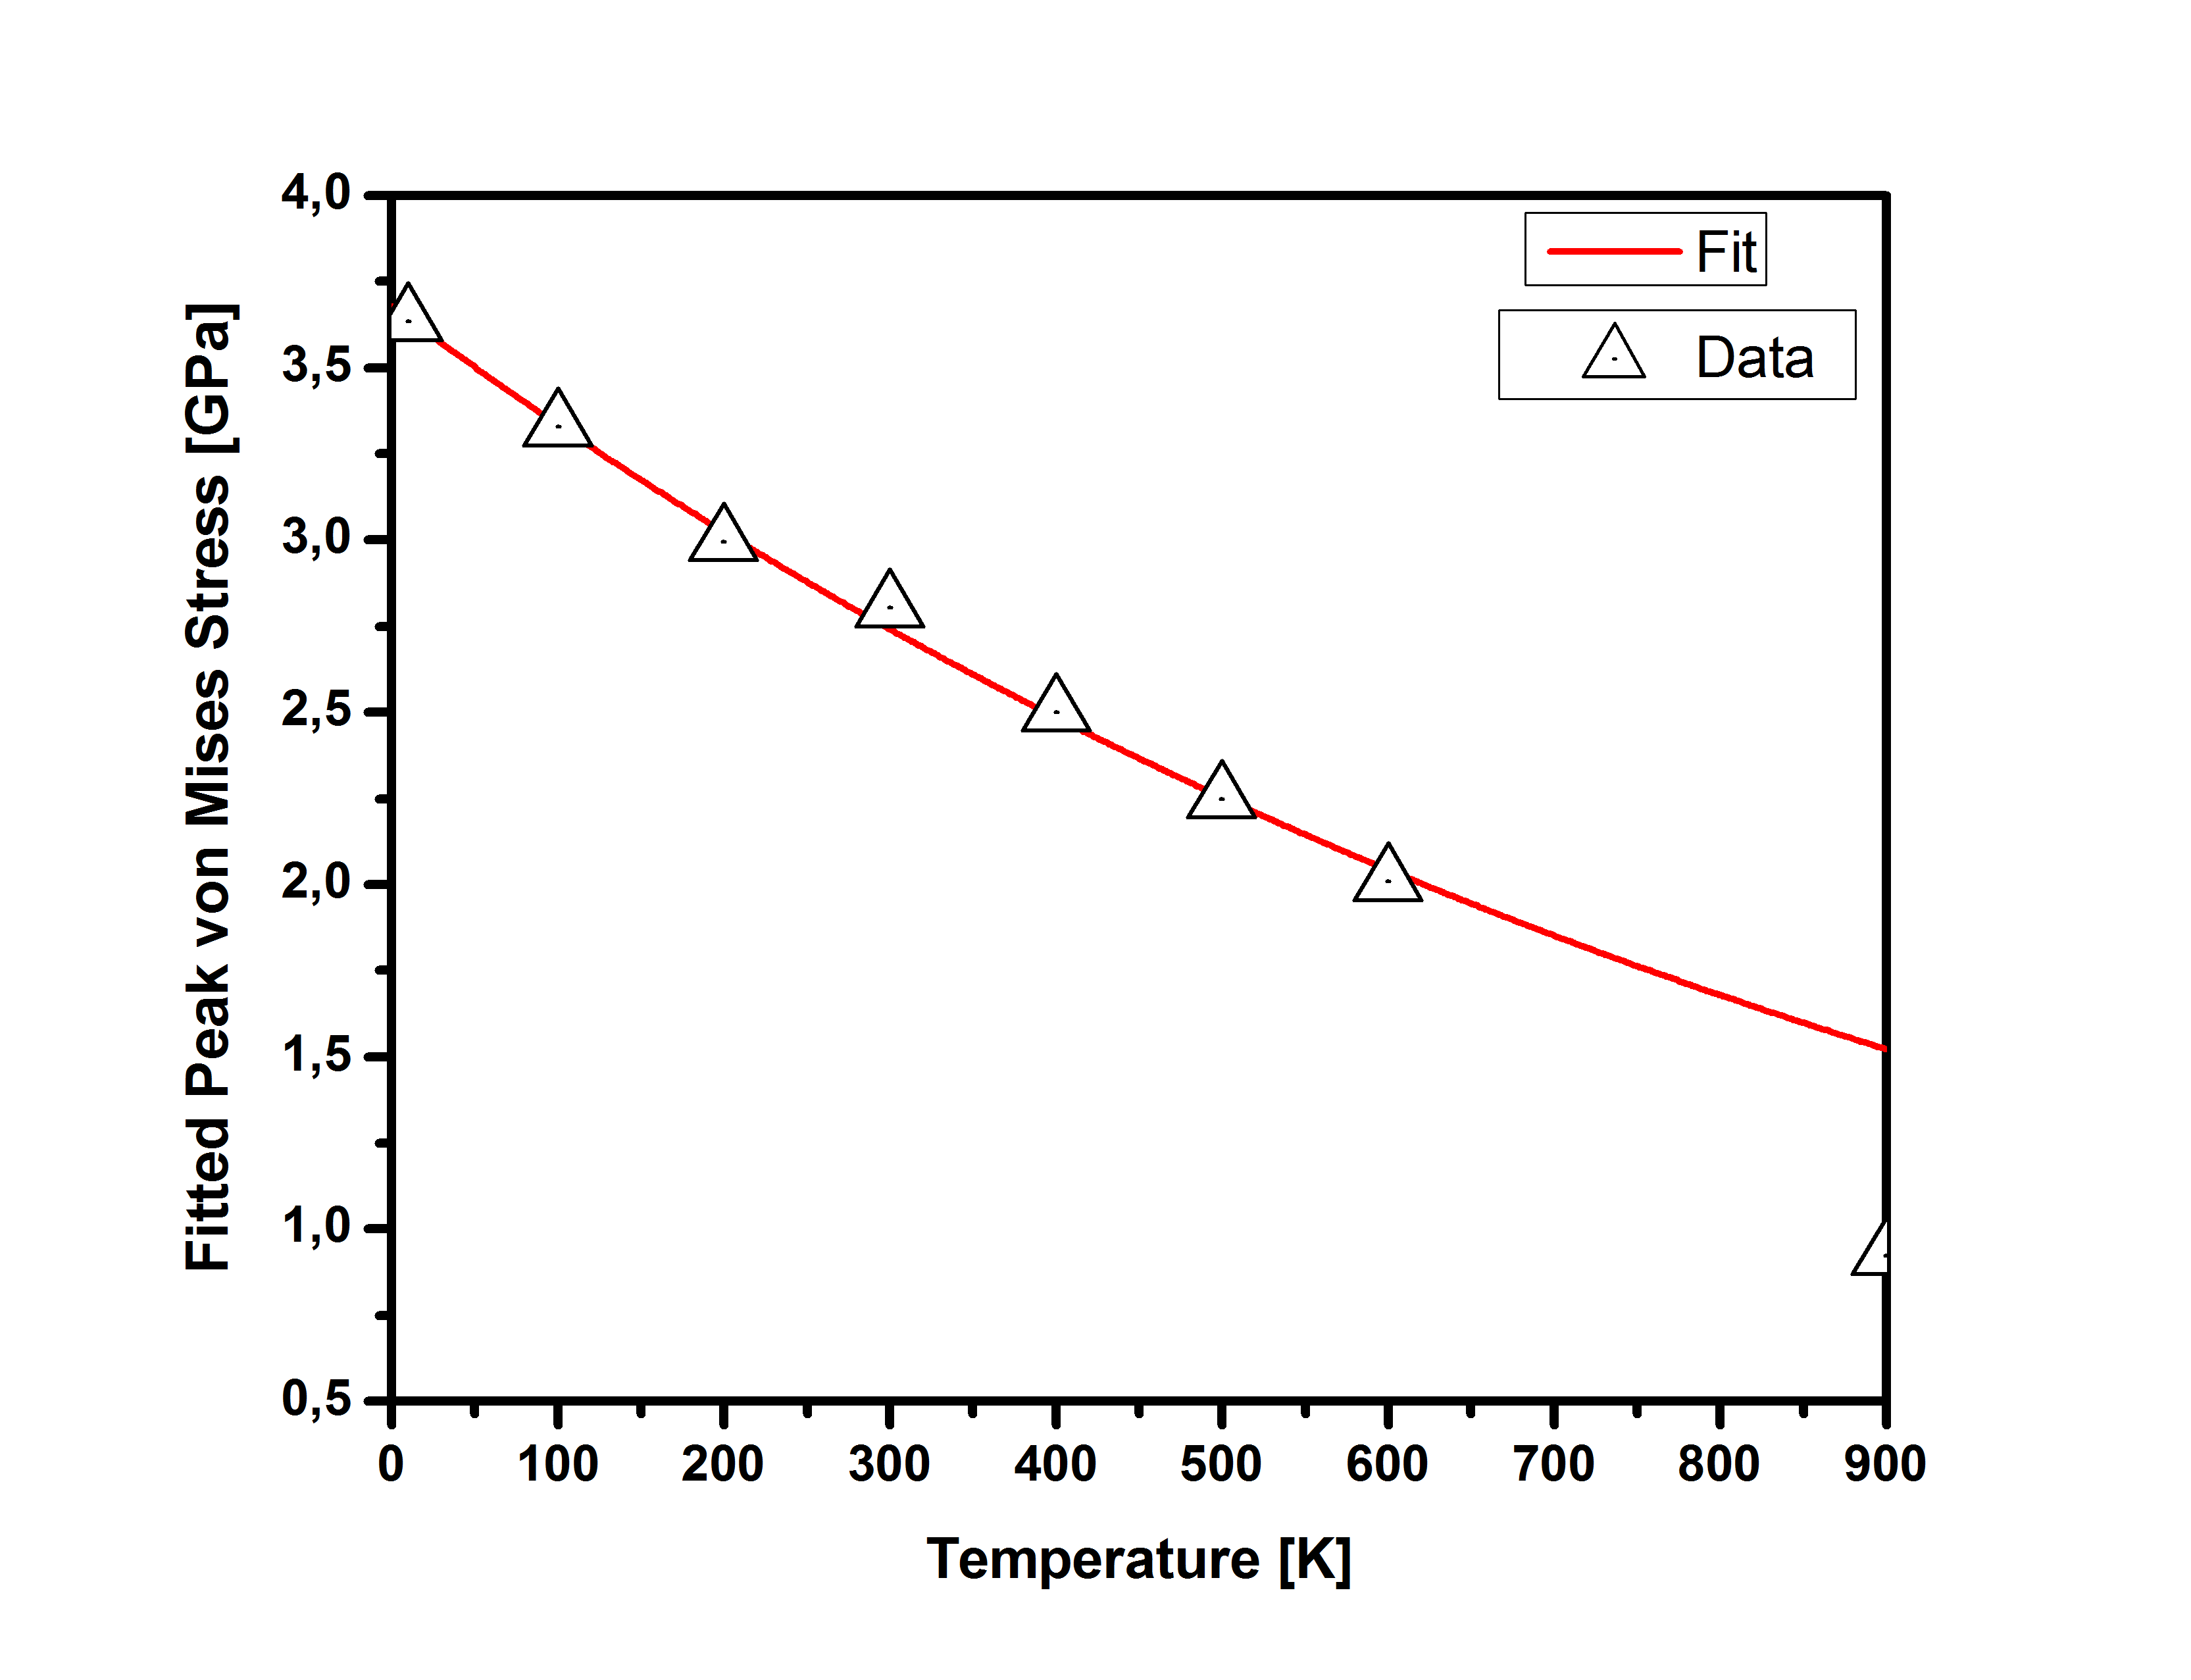 4,0
3,5
3,0
2,5
2,0
1,5
1,0
0,5
Fitted Peak von Mises Stress [GPa]
Fit
Data
0 100 200 300 400 500 600 700 800 900
Temperature [K]